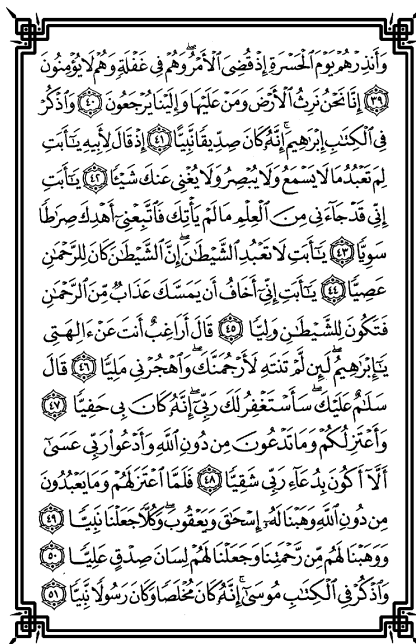 وَأَنذِرْهُمْ يَوْمَ ٱلْحَسْرَةِ إِذْ قُضِىَ ٱلْأَمْرُ وَهُمْ فِى غَفْلَةٍ وَهُمْ لَا يُؤْمِنُونَ
﴿٣٩﴾ إِنَّا نَحْنُ نَرِثُ ٱلْأَرْضَ وَمَنْ عَلَيْهَا وَإِلَيْنَا يُرْجَعُونَ ﴿٤٠﴾ وَٱذْكُرْ
فِى ٱلْكِتَٰبِ إِبْرَٰهِيمَ ۚ إِنَّهُۥ كَانَ صِدِّيقًا نَّبِيًّا ﴿٤١﴾ إِذْ قَالَ لِأَبِيهِ يَٰٓأَبَتِ
لِمَ تَعْبُدُ مَا لَا يَسْمَعُ وَلَا يُبْصِرُ وَلَا يُغْنِى عَنكَ شَيْـًٔا ﴿٤٢﴾ يَٰٓأَبَتِ
إِنِّى قَدْ جَآءَنِى مِنَ ٱلْعِلْمِ مَا لَمْ يَأْتِكَ فَٱتَّبِعْنِىٓ أَهْدِكَ صِرَٰطًا
سَوِيًّا ﴿٤٣﴾ يَٰٓأَبَتِ لَا تَعْبُدِ ٱلشَّيْطَٰنَ ۖ إِنَّ ٱلشَّيْطَٰنَ كَانَ لِلرَّحْمَٰنِ
عَصِيًّا ﴿٤٤﴾ يَٰٓأَبَتِ إِنِّىٓ أَخَافُ أَن يَمَسَّكَ عَذَابٌ مِّنَ ٱلرَّحْمَٰنِ
فَتَكُونَ لِلشَّيْطَٰنِ وَلِيًّا ﴿٤٥﴾ قَالَ أَرَاغِبٌ أَنتَ عَنْ ءَالِهَتِى
يَٰٓإِبْرَٰهِيمُ ۖ لَئِن لَّمْ تَنتَهِ لَأَرْجُمَنَّكَ ۖ وَٱهْجُرْنِى مَلِيًّا ﴿٤٦﴾ قَالَ
سَلَٰمٌ عَلَيْكَ ۖ سَأَسْتَغْفِرُ لَكَ رَبِّىٓ ۖ إِنَّهُۥ كَانَ بِى حَفِيًّا ﴿٤٧﴾
وَأَعْتَزِلُكُمْ وَمَا تَدْعُونَ مِن دُونِ ٱللَّهِ وَأَدْعُوا۟ رَبِّى عَسَىٰٓ
أَلَّآ أَكُونَ بِدُعَآءِ رَبِّى شَقِيًّا ﴿٤٨﴾ فَلَمَّا ٱعْتَزَلَهُمْ وَمَا يَعْبُدُونَ
مِن دُونِ ٱللَّهِ وَهَبْنَا لَهُۥٓ إِسْحَٰقَ وَيَعْقُوبَ ۖ وَكُلًّا جَعَلْنَا نَبِيًّا ﴿٤٩﴾
وَوَهَبْنَا لَهُم مِّن رَّحْمَتِنَا وَجَعَلْنَا لَهُمْ لِسَانَ صِدْقٍ عَلِيًّا ﴿٥٠﴾
وَٱذْكُرْ فِى ٱلْكِتَٰبِ مُوسَىٰٓ ۚ إِنَّهُۥ كَانَ مُخْلَصًا وَكَانَ رَسُولًا نَّبِيًّا ﴿٥١﴾